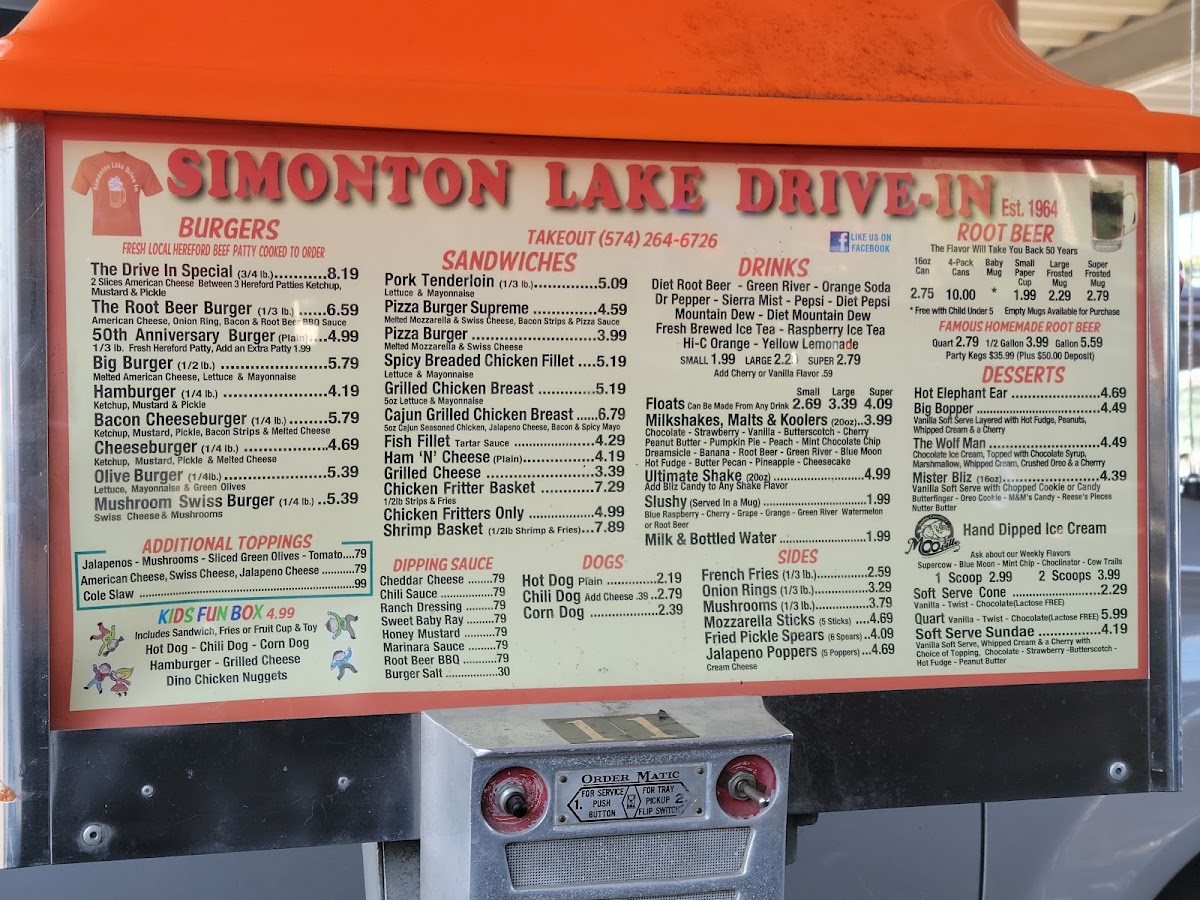 Simonton Lake Drive In
SIMONTON LAKE DRIVE-IN
Est. 1964
TAKEOUT (574) 264-6726
LIKE US ON
FACEBOOK
BURGERS
FRESH LOCAL HEREFORD BEEF PATTY COOKED TO ORDER
The Drive In Special (3/4 lb.)..........8.19
2 Slices American Cheese Between 3 Hereford Patties Ketchup,
Mustard & Pickle
The Root Beer Burger (1/3 lb.) ......6.59
American Cheese, Onion Ring, Bacon & Root Beer BBQ Sauce
50th Anniversary Burger (Plain)....4.99
1/3 lb. Fresh Hereford Patty, Add an Extra Patty 1.99
Big Burger (1/2 lb.) .....................5.79
Melted American Cheese, Lettuce & Mayonnaise
Hamburger (1/4 lb.) .....................4.19
Ketchup, Mustard & Pickle
Bacon Cheeseburger (1/4 lb.) ......5.79
Ketchup, Mustard, Pickle, Bacon Strips & Melted Cheese
Cheeseburger (1/4 lb.) .................4.69
Ketchup, Mustard, Pickle & Melted Cheese
Olive Burger (1/4lb.) ....................5.39
Lettuce, Mayonnaise & Green Olives
Mushroom Swiss Burger (1/4 lb.) ..5.39
Swiss Cheese & Mushrooms
ADDITIONAL TOPPINGS
Jalapenos - Mushrooms - Sliced Green Olives - Tomato....79
American Cheese, Swiss Cheese, Jalapeno Cheese ..........79
Cole Slaw ..........99
KIDS FUN BOX 4.99
Includes Sandwich, Fries or Fruit Cup & Toy
Hot Dog - Chili Dog - Corn Dog
Hamburger - Grilled Cheese
Dino Chicken Nuggets
SANDWICHES
Pork Tenderloin (1/3 lb.)..............5.09
Lettuce & Mayonnaise
Pizza Burger Supreme ..............4.59
Melted Mozzarella & Swiss Cheese, Bacon Strips & Pizza Sauce
Pizza Burger ..............3.99
Melted Mozzarella & Swiss Cheese
Spicy Breaded Chicken Fillet ....5.19
Lettuce & Mayonnaise
Grilled Chicken Breast ..............5.19
5oz Lettuce & Mayonnaise
Cajun Grilled Chicken Breast .....6.79
5oz Cajun Seasoned Chicken, Jalapeno Cheese, Bacon & Spicy Mayo
Fish Fillet Tartar Sauce ..............4.29
Ham 'N' Cheese (Plain)..............4.19
Grilled Cheese ..............3.39
Chicken Fritter Basket ..............7.29
1/2lb Strips & Fries
Chicken Fritters Only ..............4.99
Shrimp Basket (1/2lb Shrimp & Fries)...7.89
DIPPING SAUCE
Cheddar Cheese .......79
Chili Sauce ..............79
Ranch Dressing .......79
Sweet Baby Ray ........79
Honey Mustard ........79
Marinara Sauce ........79
Root Beer BBQ .........79
Burger Salt ..............30
DOGS
Hot Dog Plain ..............2.19
Chili Dog Add Cheese .39 ..2.79
Corn Dog ..............2.39
DRINKS
Diet Root Beer - Green River - Orange Soda
Dr Pepper - Sierra Mist - Pepsi - Diet Pepsi
Mountain Dew - Diet Mountain Dew
Fresh Brewed Ice Tea - Raspberry Ice Tea
Hi-C Orange - Yellow Lemonade
SMALL 1.99 LARGE SUPER 2.79
Add Cherry or Vanilla Flavor .59
Small Large Super
Floats Can Be Made From Any Drink 2.69 3.39 4.09
Milkshakes, Malts & Koolers (20oz)...3.99
Chocolate - Strawberry - Vanilla - Butterscotch - Cherry
Peanut Butter - Pumpkin Pie - Peach - Mint Chocolate Chip
Dreamsicle - Banana - Root Beer - Green River - Blue Moon
Hot Fudge - Butter Pecan - Pineapple - Cheesecake
Ultimate Shake (20oz) ..............4.99
Add Bliz Candy to Any Shake Flavor
Slushy (Served In a Mug) ..............1.99
Blue Raspberry - Cherry - Grape - Orange - Green River Watermelon
or Root Beer
Milk & Bottled Water ..............1.99
SIDES
French Fries (1/3 lb.)..............2.59
Onion Rings (1/3 lb.)..............3.29
Mushrooms (1/3 lb.)..............3.79
Mozzarella Sticks (5 Sticks) ....4.69
Fried Pickle Spears (6 Spears) ..4.09
Jalapeno Poppers (5 Poppers) ...4.69
Cream Cheese
ROOT BEER
The Flavor Will Take You Back 50 Years
16oz Can 4-Pack Cans Baby Mug Small Paper Cup Large Frosted Mug Super Frosted Mug
2.75 10.00 * 1.99 2.29 2.79
* Free with Child Under 5 Empty Mugs Available for Purchase
FAMOUS HOMEMADE ROOT BEER
Quart 2.79 1/2 Gallon 3.99 Gallon 5.59
Party Kegs $35.99 (Plus $50.00 Deposit)
DESSERTS
Hot Elephant Ear ..............4.69
Big Bopper ..............4.49
Vanilla Soft Serve Layered with Hot Fudge, Peanuts,
Whipped Cream & a Cherry
The Wolf Man ..............4.49
Chocolate Ice Cream, Topped with Chocolate Syrup,
Marshmallow, Whipped Cream, Crushed Oreo & a Cherrry
Mister Bliz (16oz)..............4.39
Vanilla Soft Serve with Chopped Cookie or Candy
Butterfinger - Oreo Cookie - M&M's Candy - Reese's Pieces
Nutter Butter
MOOville
Hand Dipped Ice Cream
Ask about our Weekly Flavors
Supercow - Blue Moon - Mint Chip - Choclinator - Cow Trails
1 Scoop 2.99 2 Scoops 3.99
Soft Serve Cone ..............2.29
Vanilla - Twist - Chocolate(Lactose FREE)
Quart Vanilla - Twist - Chocolate(Lactose FREE) 5.99
Soft Serve Sundae ..............4.19
Vanilla Soft Serve, Whipped Cream & a Cherry with
Choice of Topping, Chocolate - Strawberry -Butterscotch -
Hot Fudge - Peanut Butter
11
ORDER MATIC
FOR SERVICE
1. PUSH
BUTTON
FOR TRAY
PICKUP 2.
FLIP SWITCH